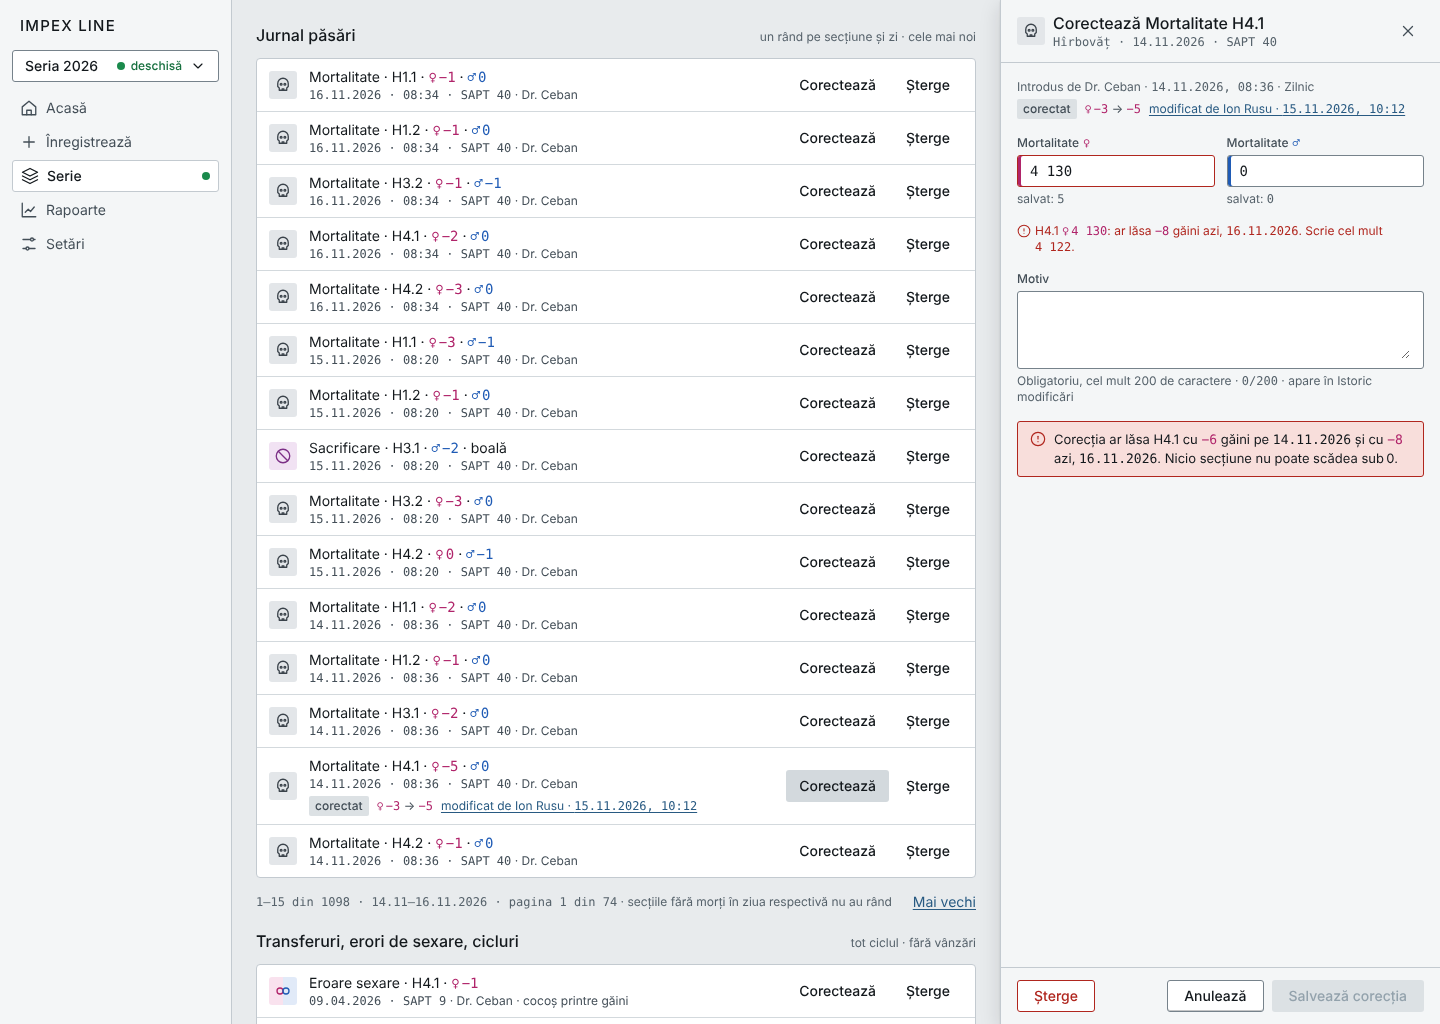 IMPEX LINE
Seria 2026 deschisă
Acasă
Înregistrează
Serie
Rapoarte
Setări
Jurnal păsări
un rând pe secțiune și zi · cele mai noi
Mortalitate · H1.1 · ♀−1 · ♂0
16.11.2026 · 08:34 · SAPT 40 · Dr. Ceban
Corectează Șterge
Mortalitate · H1.2 · ♀−1 · ♂0
16.11.2026 · 08:34 · SAPT 40 · Dr. Ceban
Corectează Șterge
Mortalitate · H3.2 · ♀−1 · ♂−1
16.11.2026 · 08:34 · SAPT 40 · Dr. Ceban
Corectează Șterge
Mortalitate · H4.1 · ♀−2 · ♂0
16.11.2026 · 08:34 · SAPT 40 · Dr. Ceban
Corectează Șterge
Mortalitate · H4.2 · ♀−3 · ♂0
16.11.2026 · 08:34 · SAPT 40 · Dr. Ceban
Corectează Șterge
Mortalitate · H1.1 · ♀−3 · ♂−1
15.11.2026 · 08:20 · SAPT 40 · Dr. Ceban
Corectează Șterge
Mortalitate · H1.2 · ♀−1 · ♂0
15.11.2026 · 08:20 · SAPT 40 · Dr. Ceban
Corectează Șterge
Sacrificare · H3.1 · ♂−2 · boală
15.11.2026 · 08:20 · SAPT 40 · Dr. Ceban
Corectează Șterge
Mortalitate · H3.2 · ♀−3 · ♂0
15.11.2026 · 08:20 · SAPT 40 · Dr. Ceban
Corectează Șterge
Mortalitate · H4.2 · ♀0 · ♂−1
15.11.2026 · 08:20 · SAPT 40 · Dr. Ceban
Corectează Șterge
Mortalitate · H1.1 · ♀−2 · ♂0
14.11.2026 · 08:36 · SAPT 40 · Dr. Ceban
Corectează Șterge
Mortalitate · H1.2 · ♀−1 · ♂0
14.11.2026 · 08:36 · SAPT 40 · Dr. Ceban
Corectează Șterge
Mortalitate · H3.1 · ♀−2 · ♂0
14.11.2026 · 08:36 · SAPT 40 · Dr. Ceban
Corectează Șterge
Mortalitate · H4.1 · ♀−5 · ♂0
14.11.2026 · 08:36 · SAPT 40 · Dr. Ceban
corectat ♀−3 → −5 modificat de Ion Rusu · 15.11.2026, 10:12
Corectează Șterge
Mortalitate · H4.2 · ♀−1 · ♂0
14.11.2026 · 08:36 · SAPT 40 · Dr. Ceban
Corectează Șterge
1–15 din 1098 · 14.11–16.11.2026 · pagina 1 din 74 · secțiile fără morți în ziua respectivă nu au rând
Mai vechi
Transferuri, erori de sexare, cicluri
tot ciclul · fără vânzări
Eroare sexare · H4.1 · ♀−1
09.04.2026 · SAPT 9 · Dr. Ceban · cocoș printre găini
Corectează Șterge
Corectează Mortalitate H4.1
Hîrbovăț · 14.11.2026 · SAPT 40
Introdus de Dr. Ceban · 14.11.2026, 08:36 · Zilnic
corectat ♀−3 → −5 modificat de Ion Rusu · 15.11.2026, 10:12
Mortalitate ♀ Mortalitate ♂
4 130 0
salvat: 5 salvat: 0
H4.1 ♀4 130: ar lăsa −8 găini azi, 16.11.2026. Scrie cel mult
4 122.
Motiv
Obligatoriu, cel mult 200 de caractere · 0/200 · apare în Istoric
modificări
Corecția ar lăsa H4.1 cu −6 găini pe 14.11.2026 și cu −8
azi, 16.11.2026. Nicio secțiune nu poate scădea sub 0.
Șterge Anulează Salvează corecția